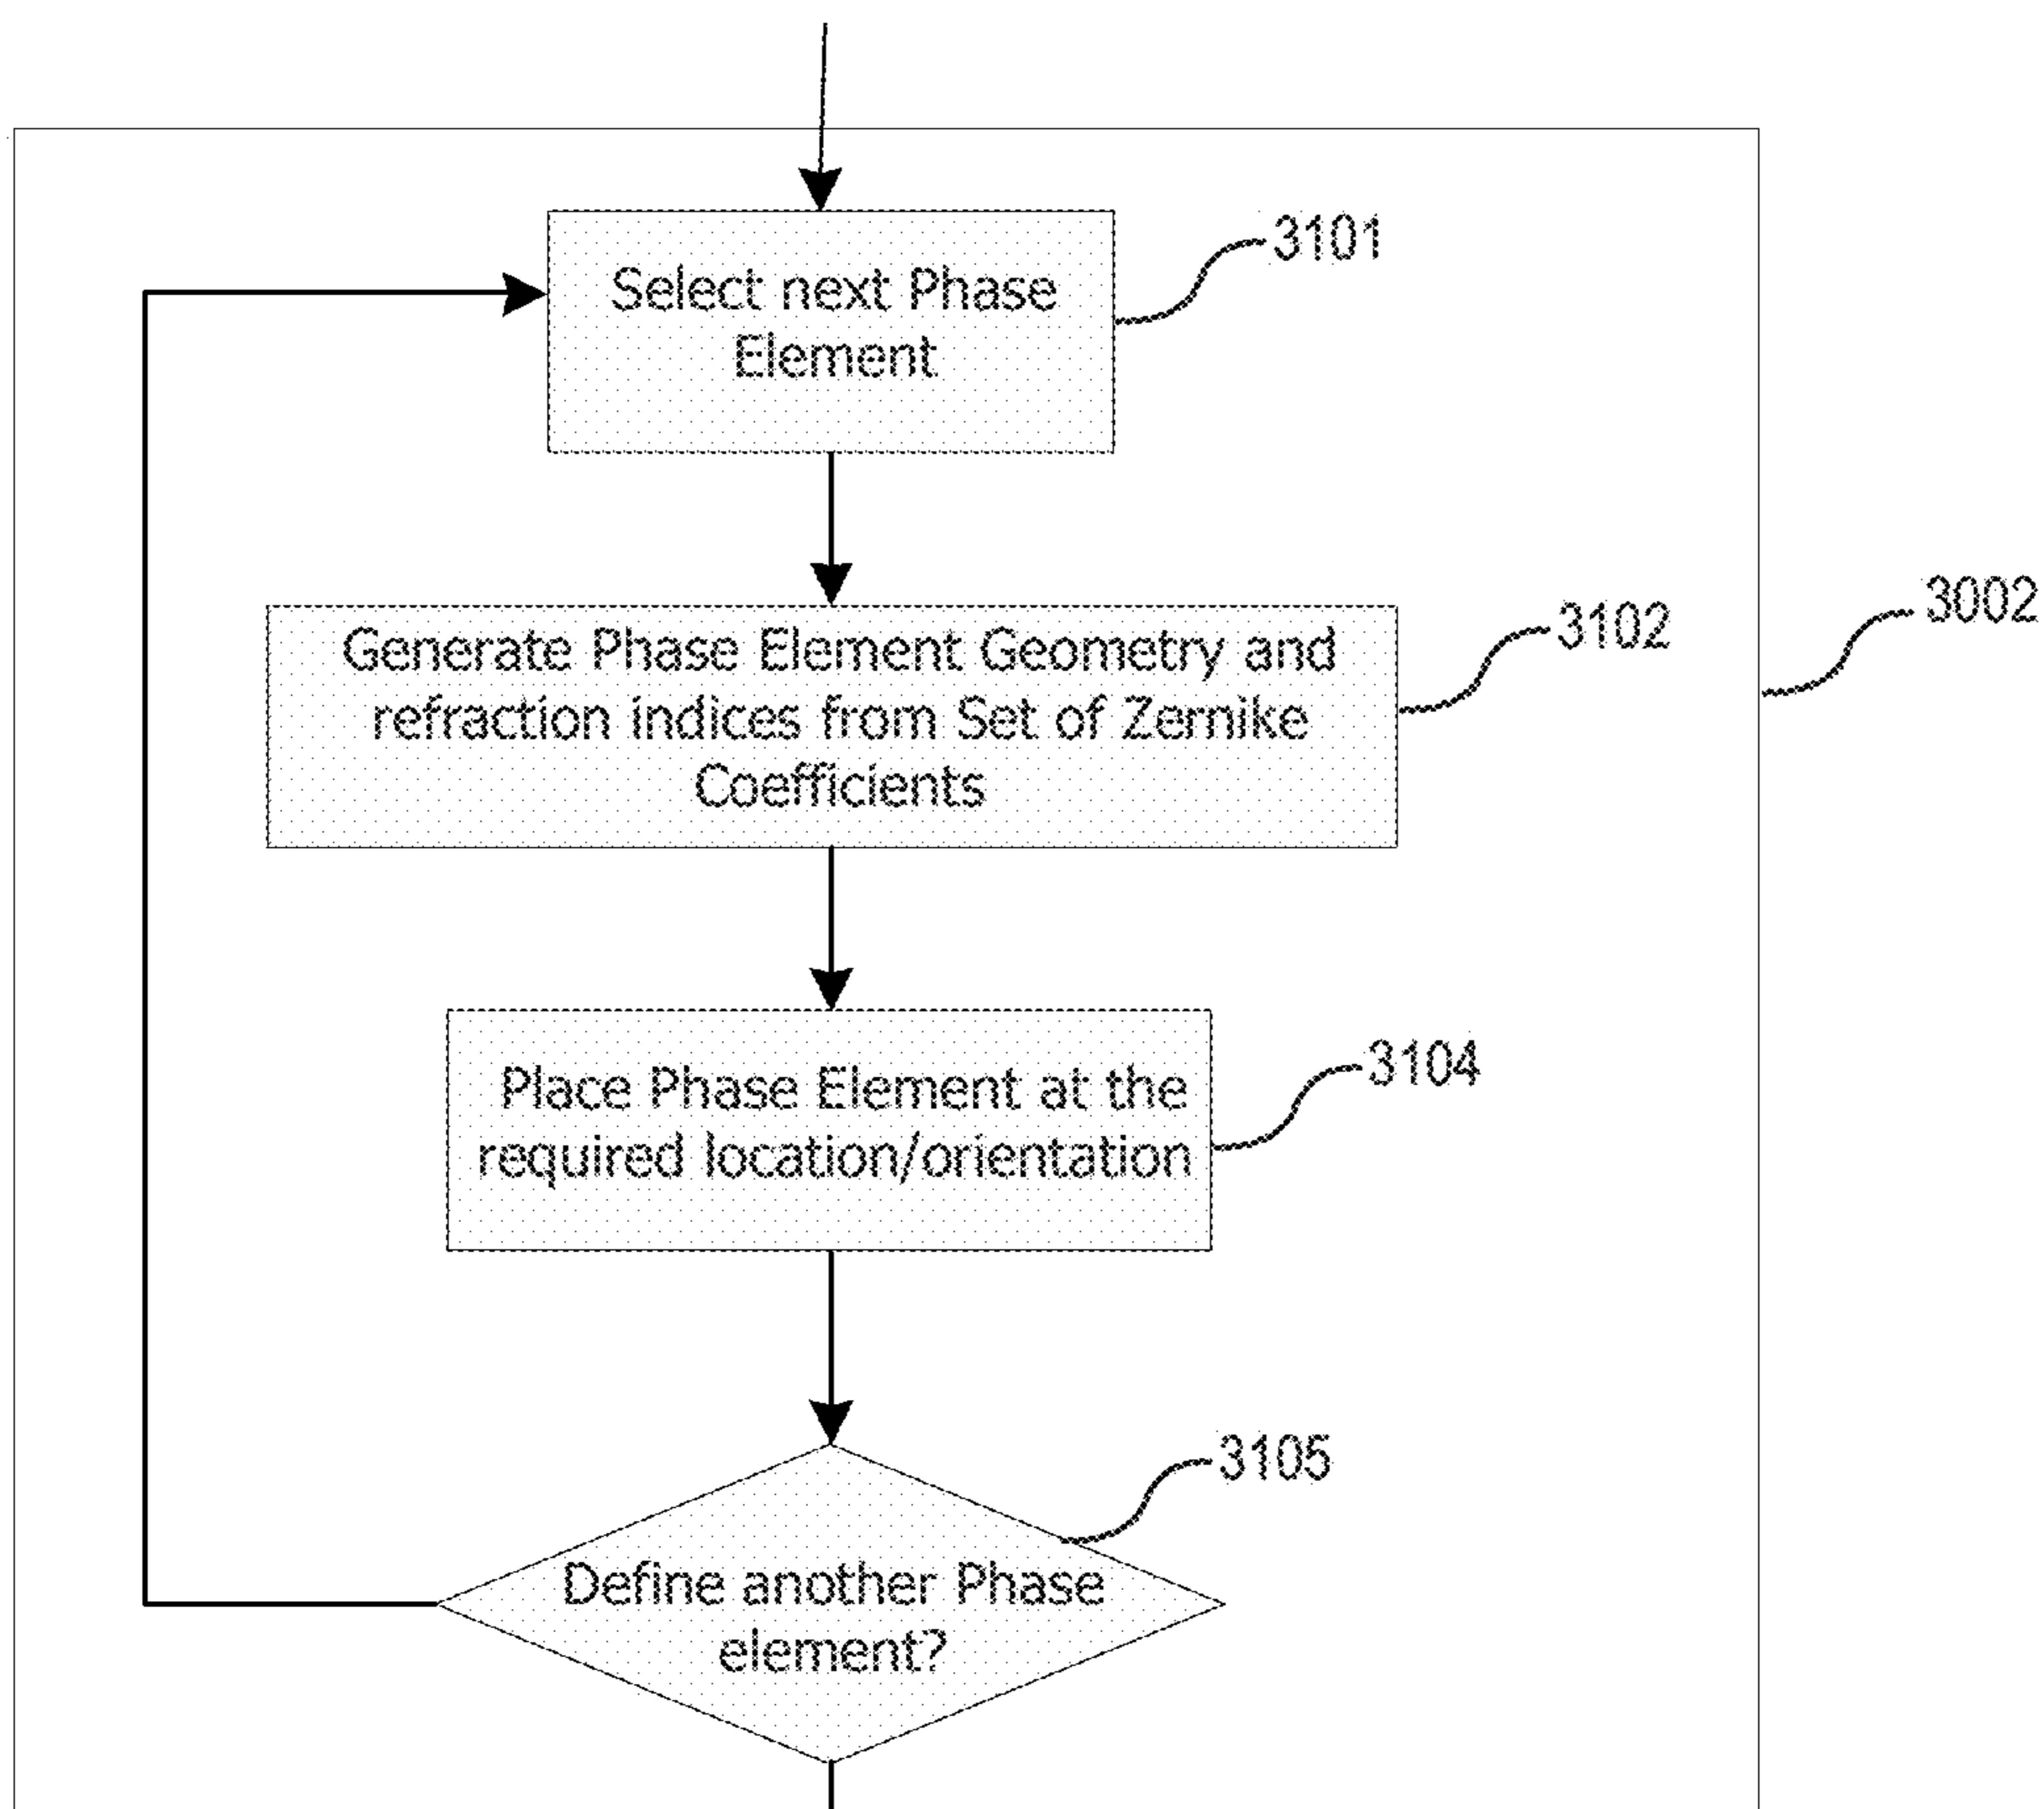 Select next Phase
Element
3101
Generate Phase Element Geometry and
refraction indices from Set of Zernike
Coefficients
3102
3002
Place Phase Element at the
required location/orientation
3104
Define another Phase
element?
3105